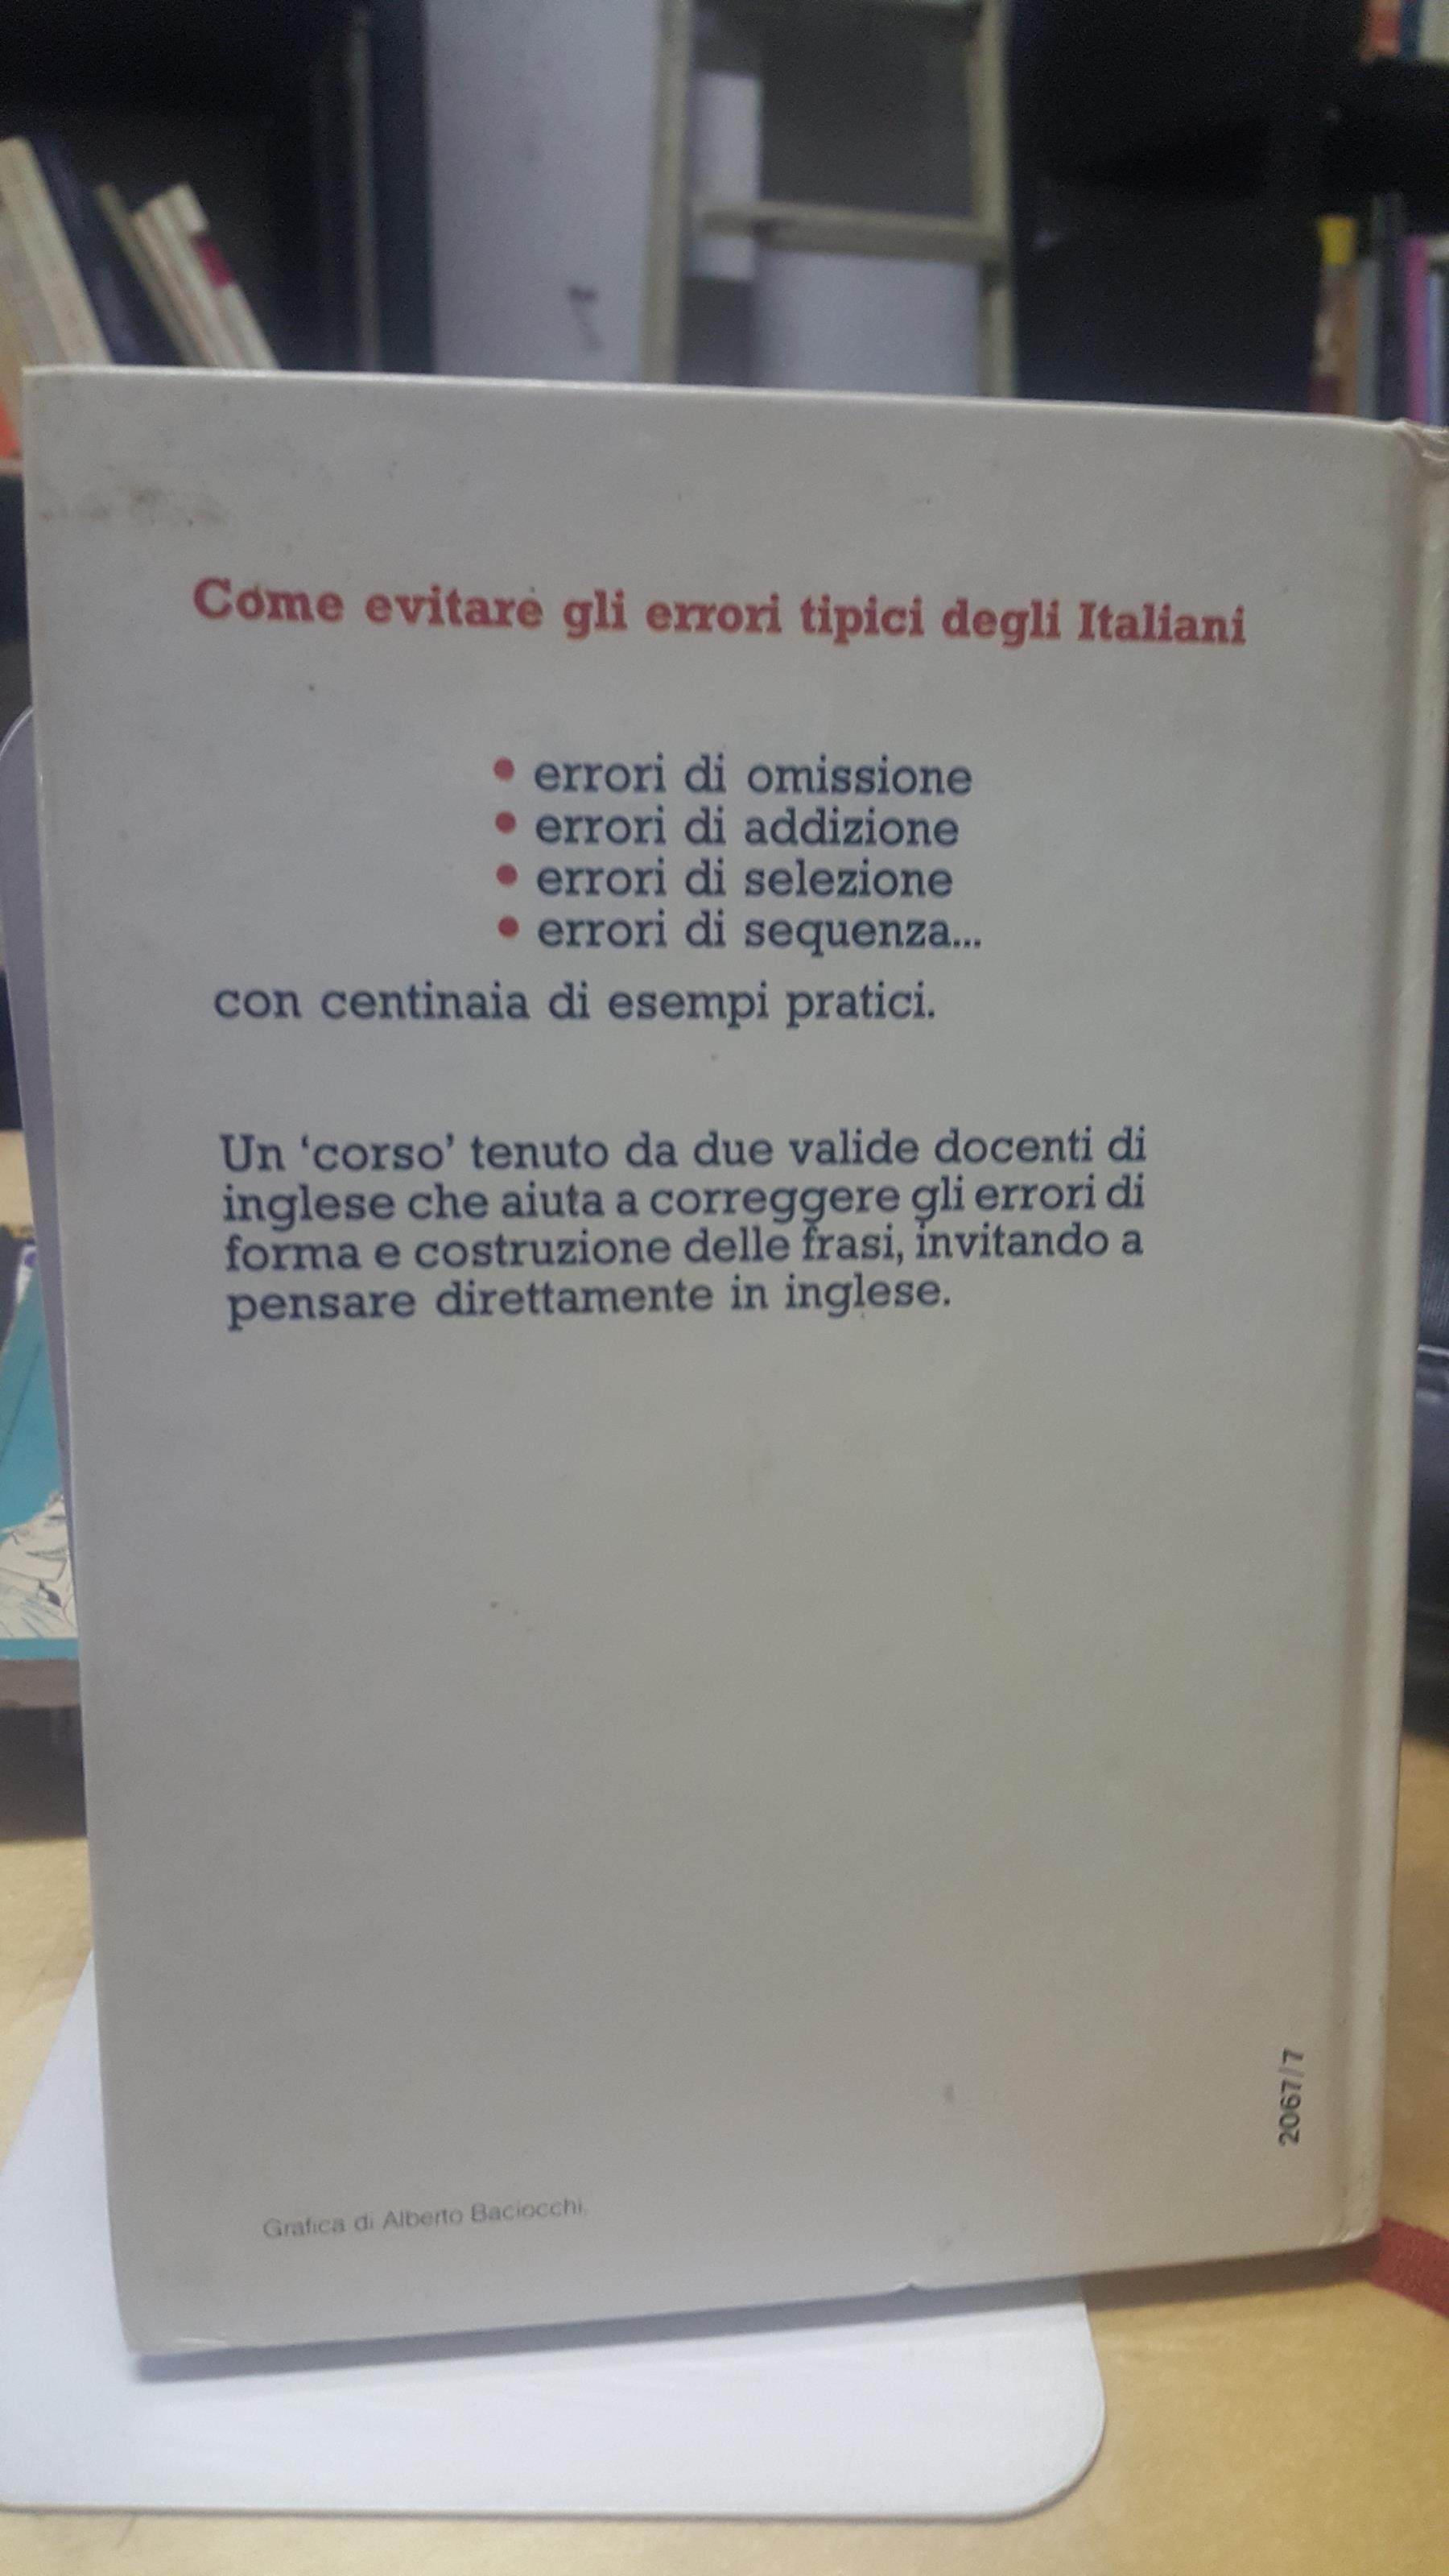 Come evitare gli errori tipici degli Italiani
• errori di omissione
• errori di addizione
• errori di selezione
• errori di sequenza...
con centinaia di esempi pratici.
Un ‘corso’ tenuto da due valide docenti di
inglese che aiuta a correggere gli errori di
forma e costruzione delle frasi, invitando a
pensare direttamente in inglese.
2067/7
Grafica di Alberto Baciocchi.